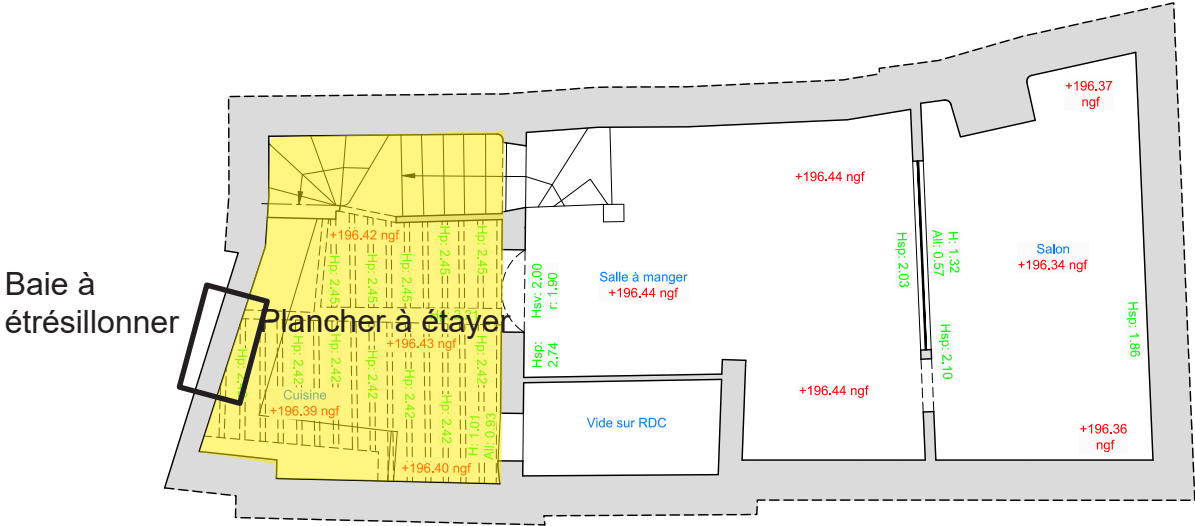 +196.37
ngf
+196.44 ngf
+196.42 ngf
Hp: 2.45
Hp: 2.45
Hp: 2.45
Hp: 2.45
Hp: 2.45
Hsv: 2.00
r: 1.90
Salle à manger
+196.44 ngf
Hsp: 2.03
H: 1.32
All: 0.57
Salon
+196.34 ngf
Baie à
étrésillonner
Plancher à étayer
+196.43 ngf
Hsp:
2.74
Hsp: 2.10
Hsp: 1.86
Hp: 2.42
Hp: 2.42
Hp: 2.42
Hp: 2.42
Hp: 2.42
Hp: 2.42
Cuisine
+196.39 ngf
+196.44 ngf
Vide sur RDC
H: 1.01
All: 0.93
+196.40 ngf
+196.36
ngf